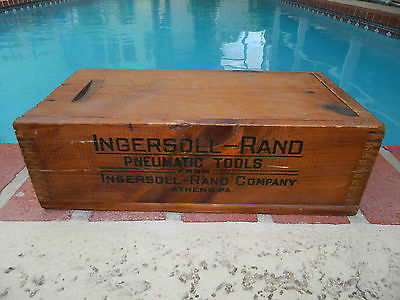 INGERSOLL-RAND
PNEUMATIC TOOLS
FROM
INGERSOLL-RAND COMPANY
ATHENS, PA.